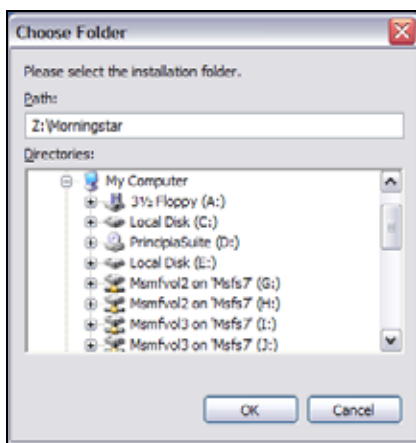 Choose Folder
Please select the installation folder.
Path:
Z:\Morningstar
Directories:
My Computer
3½ Floppy (A:)
Local Disk (C:)
PrincipiaSuite (D:)
Local Disk (E:)
Msmfvol2 on 'Msfs7' (G:)
Msmfvol2 on 'Msfs7' (H:)
Msmfvol3 on 'Msfs7' (I:)
Msmfvol3 on 'Msfs7' (J:)
OK Cancel